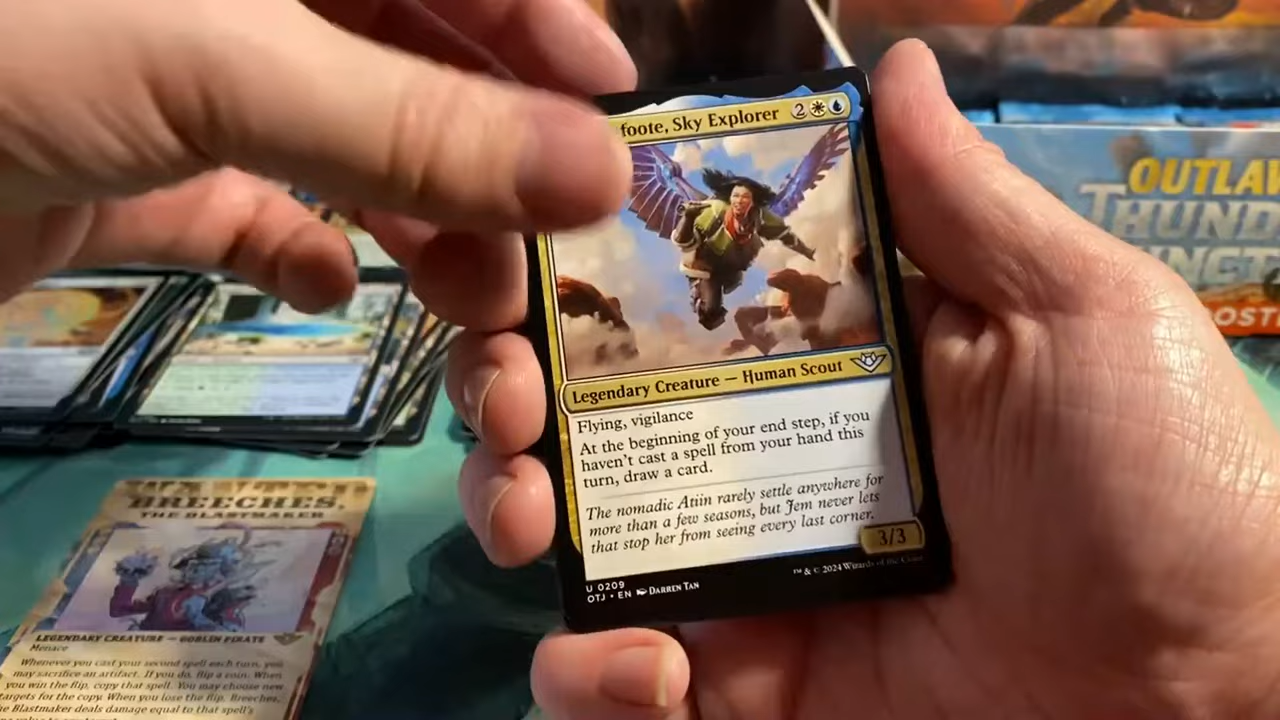 foote, Sky Explorer 2
Legendary Creature — Human Scout
Flying, vigilance
At the beginning of your end step, if you
haven't cast a spell from your hand this
turn, draw a card.
The nomadic Atiin rarely settle anywhere for
more than a few seasons, but Jem never lets
that stop her from seeing every last corner.
3/3
U 0209
OTJ • EN DARREN TAN
™ & © 2024 Wizards of the Coast
OUTLAW
THUND
NCT
OOST
BREECHES,
THE BLASTMAKER
LEGENDARY CREATURE — GOBLIN PIRATE
Menace
Whenever you cast your second spell each turn, you
may sacrifice an artifact. If you do, flip a coin. When
you win the flip, copy that spell. You may choose new
targets for the copy. When you lose the flip, Breeches,
he Blastmaker deals damage equal to that spell's